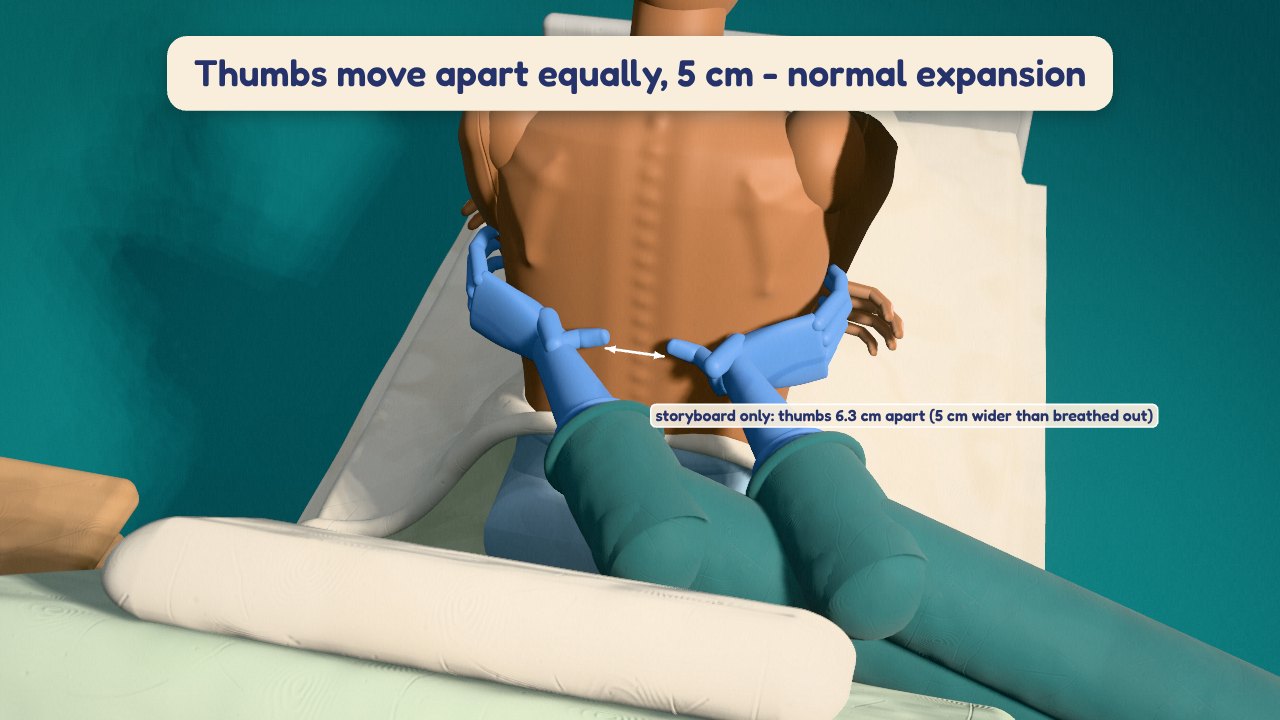 Thumbs move apart equally, 5 cm - normal expansion
storyboard only: thumbs 6.3 cm apart (5 cm wider than breathed out)